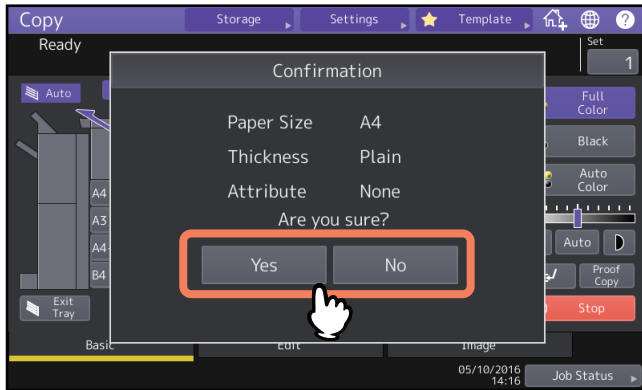 Copy
Storage
Settings
Template
?
Ready
Set
1
Auto
Confirmation
Paper Size A4
Thickness Plain
Attribute None
Are you sure?
Yes
No
A4
A3
A4-
B4
Exit
Tray
Full
Color
Black
Auto
Color
Auto
Proof
Copy
Stop
Basic
Edit
Image
05/10/2016
14:16
Job Status